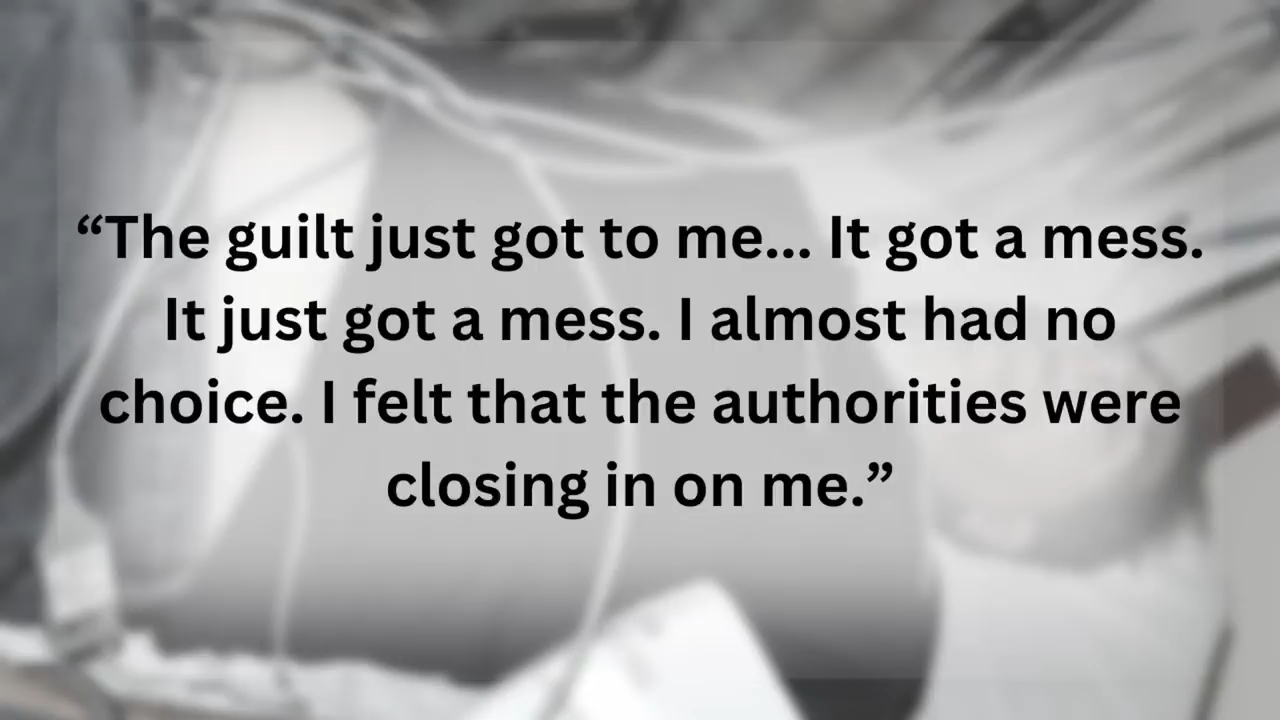 “The guilt just got to me... It got a mess.
It just got a mess. I almost had no
choice. I felt that the authorities were
closing in on me.”